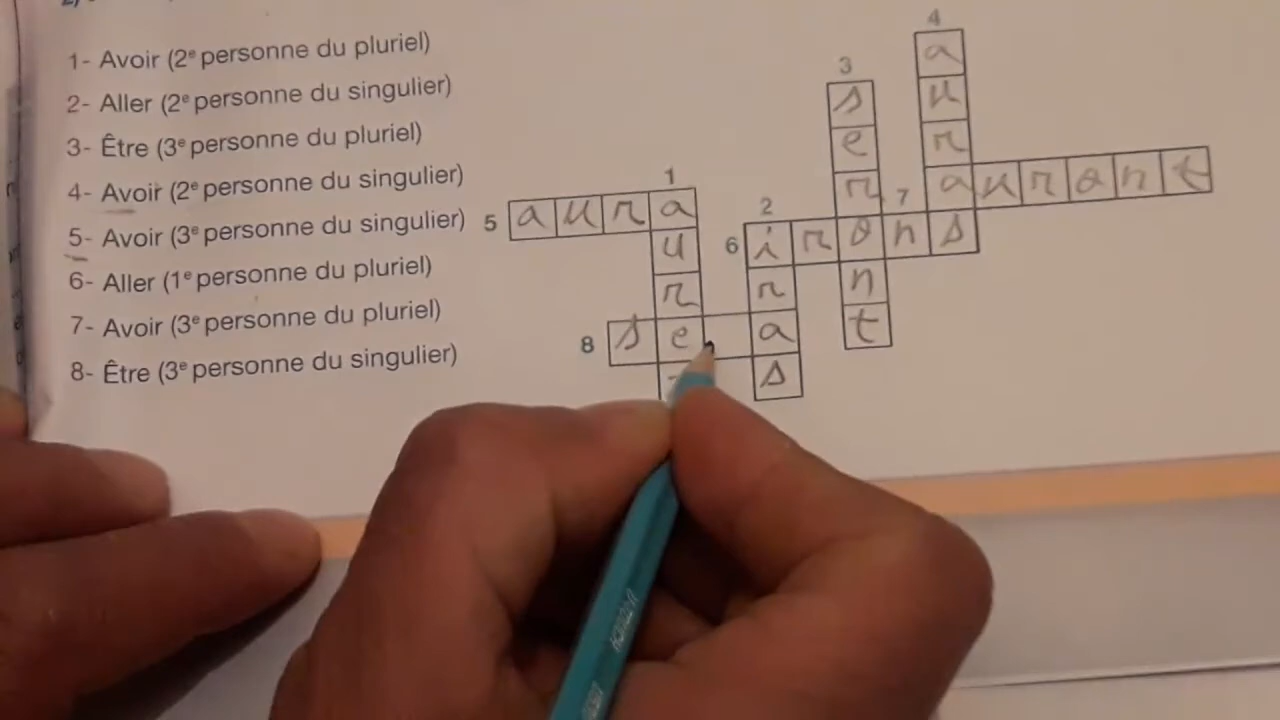 1- Avoir (2e personne du pluriel)
2- Aller (2e personne du singulier)
3- Être (3e personne du pluriel)
4- Avoir (2e personne du singulier)
5- Avoir (3e personne du singulier)
6- Aller (1e personne du pluriel)
7- Avoir (3e personne du pluriel)
8- Être (3e personne du singulier)
4
a
u
r
a
s
3
s
e
r
o
n
t
7
a u r o n t
1
a
u
r
e
5 a u r a
2
i
r
a
s
6 i r o n s
8 s e a